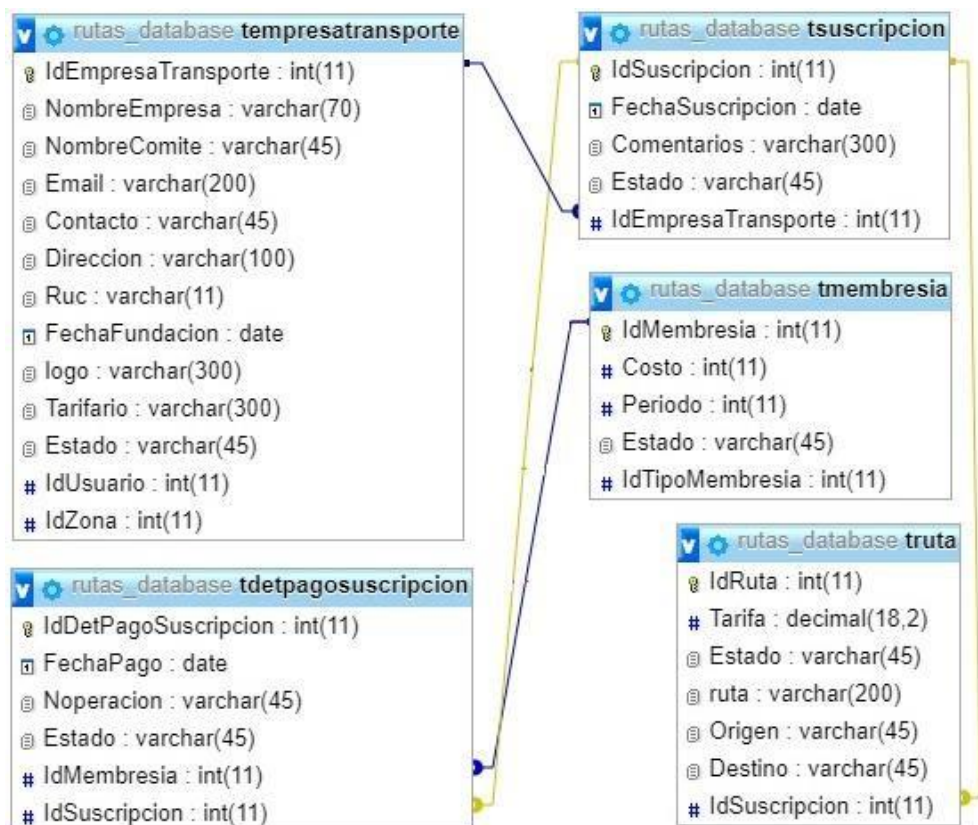 rutas_database tempresatransporte
IdEmpresaTransporte : int(11)
NombreEmpresa : varchar(70)
NombreComite : varchar(45)
Email : varchar(200)
Contacto : varchar(45)
Direccion : varchar(100)
Ruc : varchar(11)
FechaFundacion : date
logo : varchar(300)
Tarifario : varchar(300)
Estado : varchar(45)
# IdUsuario : int(11)
# IdZona : int(11)
rutas_database tsuscripcion
IdSuscripcion : int(11)
FechaSuscripcion : date
Comentarios : varchar(300)
Estado : varchar(45)
# IdEmpresaTransporte : int(11)
rutas_database tmembresia
IdMembresia : int(11)
# Costo : int(11)
# Periodo : int(11)
Estado : varchar(45)
# IdTipoMembresia : int(11)
rutas_database tdetpagosuscripcion
IdDetPagoSuscripcion : int(11)
FechaPago : date
Noperacion : varchar(45)
Estado : varchar(45)
# IdMembresia : int(11)
# IdSuscripcion : int(11)
rutas_database truta
IdRuta : int(11)
# Tarifa : decimal(18,2)
Estado : varchar(45)
ruta : varchar(200)
Origen : varchar(45)
Destino : varchar(45)
# IdSuscripcion : int(11)